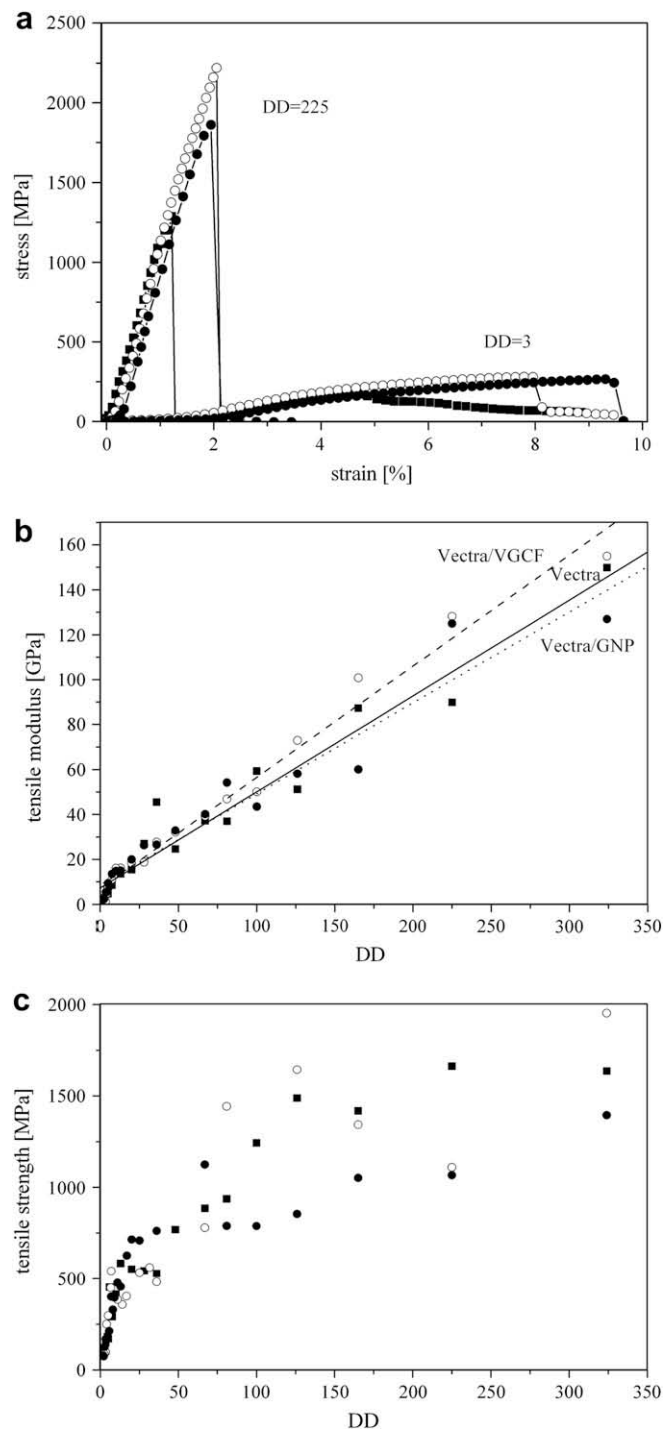 a
2500
2000
1500
1000
500
0
stress [MPa]
DD=225
DD=3
0 2 4 6 8 10
strain [%]
b
160
140
120
100
80
60
40
20
0
tensile modulus [GPa]
Vectra/VGCF
Vectra
Vectra/GNP
0 50 100 150 200 250 300 350
DD
c
2000
1500
1000
500
0
tensile strength [MPa]
0 50 100 150 200 250 300 350
DD